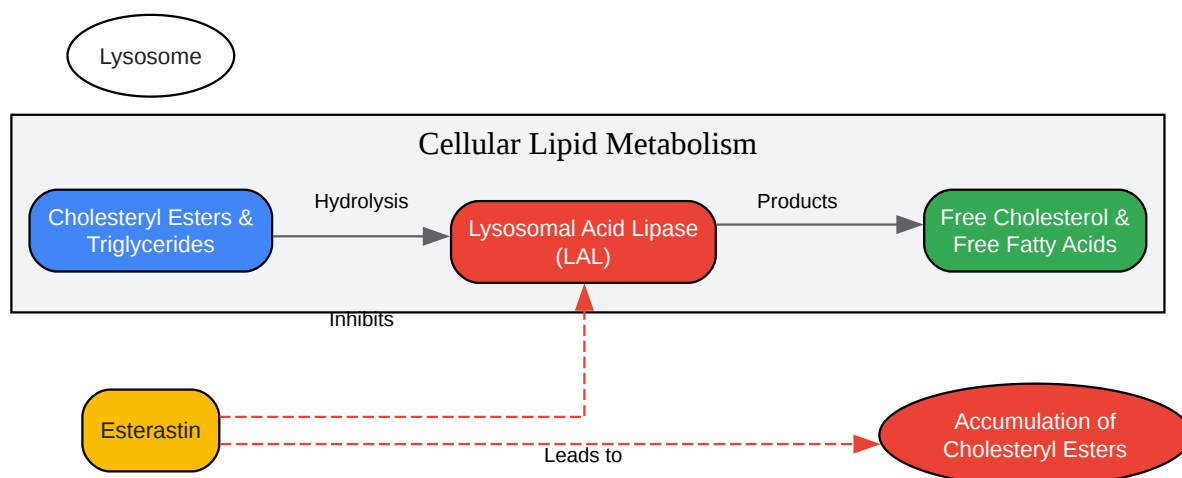 Lysosome
Cellular Lipid Metabolism
Cholesteryl Esters &
Triglycerides
Hydrolysis
Lysosomal Acid Lipase
(LAL)
Products
Free Cholesterol &
Free Fatty Acids
Inhibits
Esterastin
Leads to
Accumulation of
Cholesteryl Esters